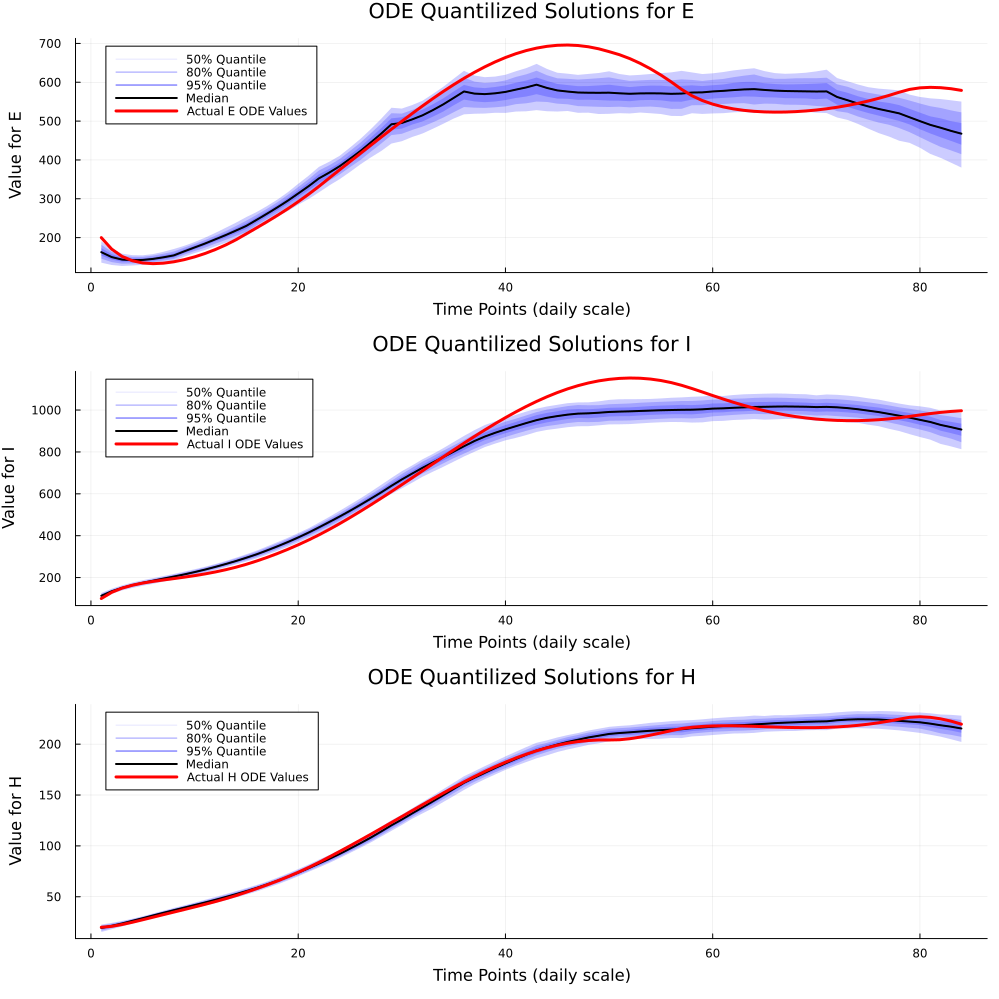 ODE Quantilized Solutions for E
700
600
500
400
300
200
Value for E
50% Quantile
80% Quantile
95% Quantile
Median
Actual E ODE Values
0 20 40 60 80
Time Points (daily scale)
ODE Quantilized Solutions for I
1000
800
600
400
200
Value for I
50% Quantile
80% Quantile
95% Quantile
Median
Actual I ODE Values
0 20 40 60 80
Time Points (daily scale)
ODE Quantilized Solutions for H
200
150
100
50
Value for H
50% Quantile
80% Quantile
95% Quantile
Median
Actual H ODE Values
0 20 40 60 80
Time Points (daily scale)